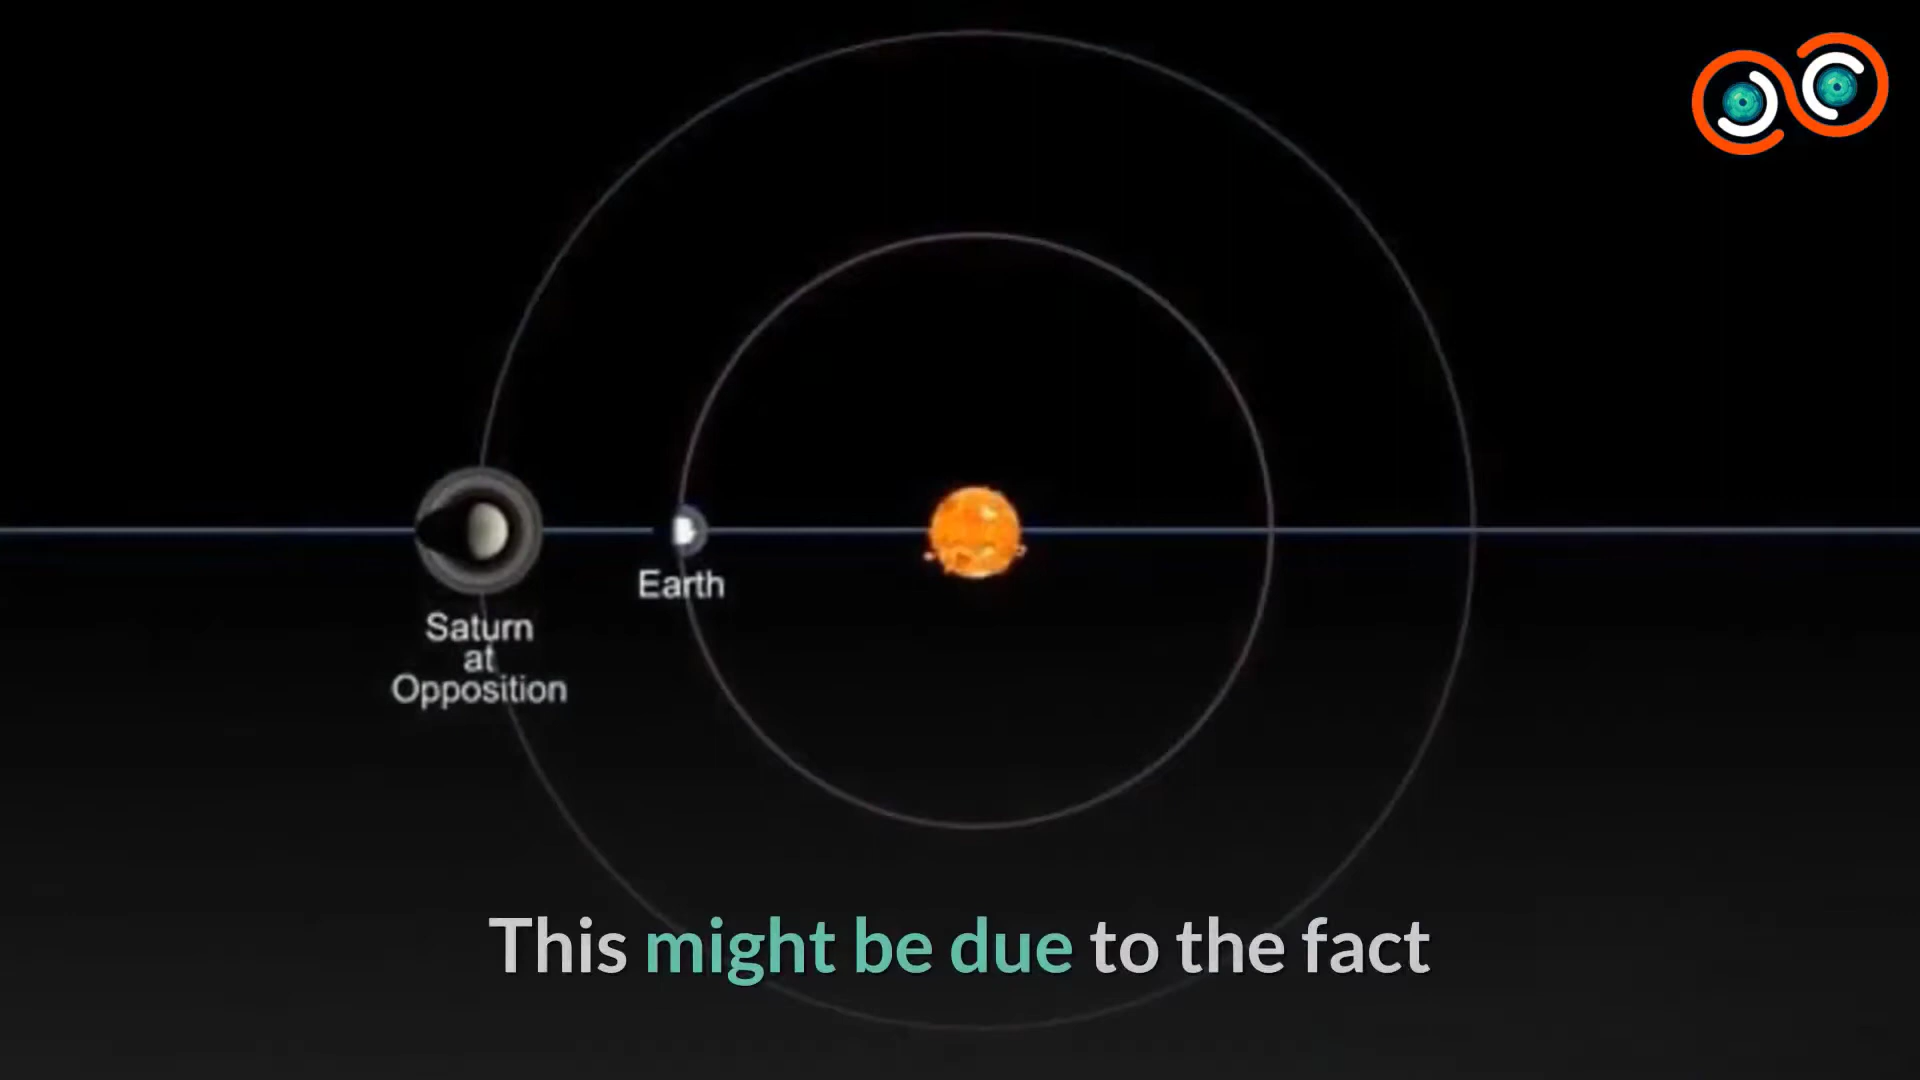 Earth
Saturn
at
Opposition
This might be due to the fact